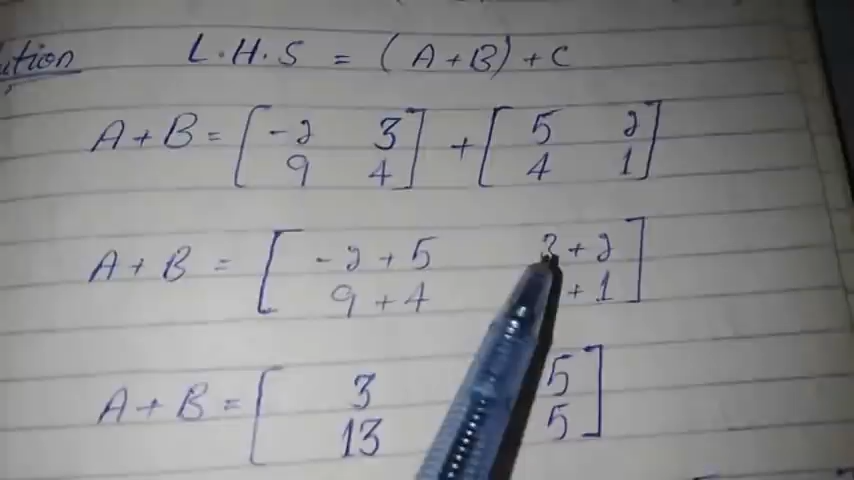 L.H.S = (A+B)+C
A+B = [-2 3] + [5 2]
[9 4] [4 1]
A+B = [-2+5 3+2]
[9+4 +1]
A+B = [3 5]
[13 5]